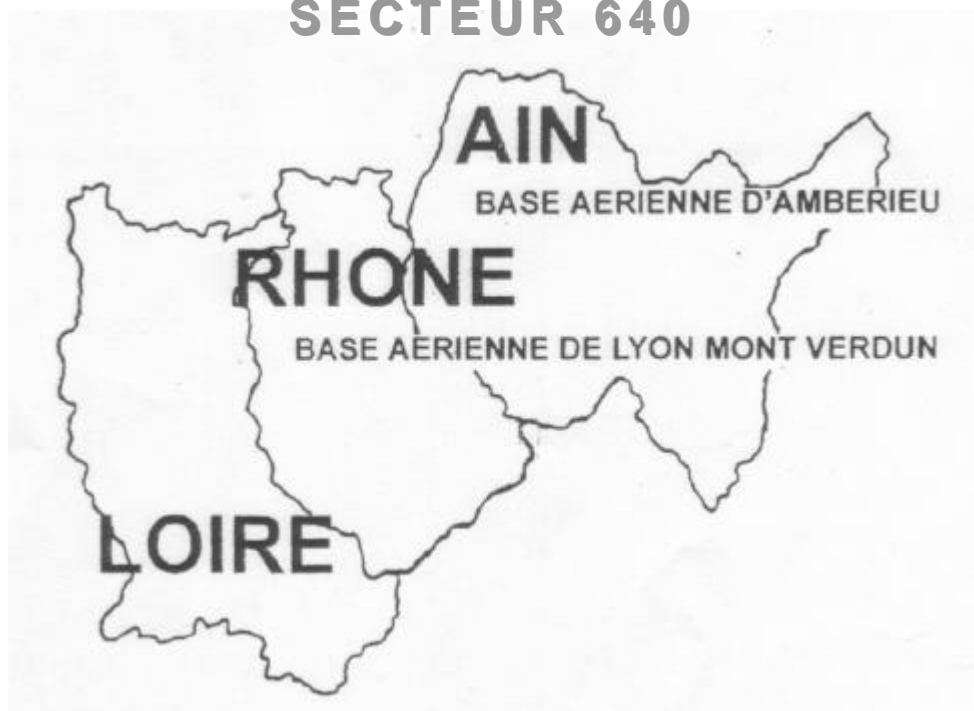 SECTEUR 640
AIN
BASE AERIENNE D'AMBERIEU
RHONE
BASE AERIENNE DE LYON MONT VERDUN
LOIRE